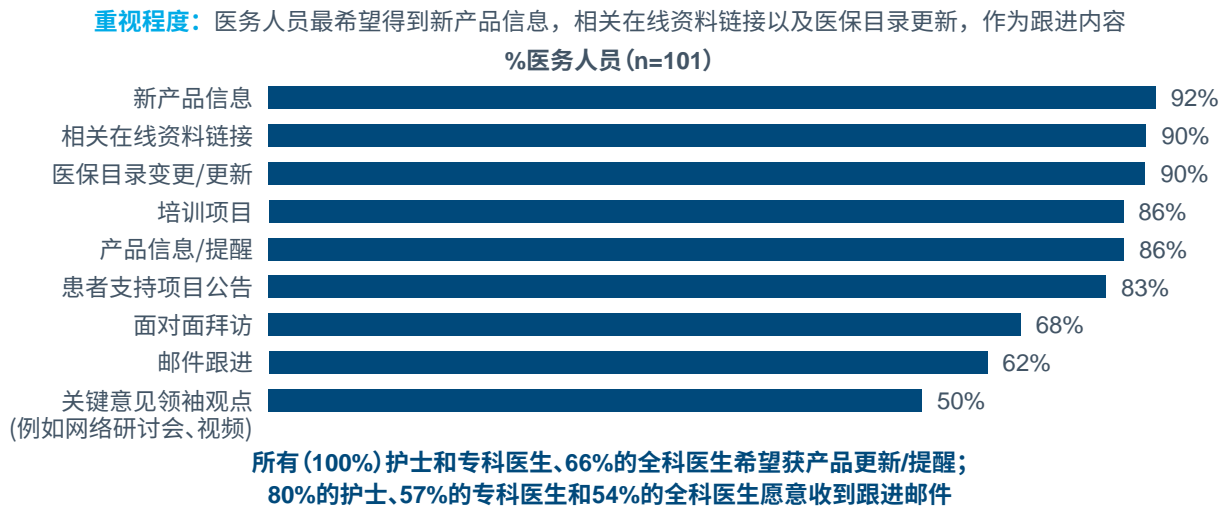 重视程度：医务人员最希望得到新产品信息，相关在线资料链接以及医保目录更新，作为跟进内容
%医务人员（n=101）
新产品信息 92%
相关在线资料链接 90%
医保目录变更/更新 90%
培训项目 86%
产品信息/提醒 86%
患者支持项目公告 83%
面对面拜访 68%
邮件跟进 62%
关键意见领袖观点 50%
(例如网络研讨会、视频)
所有（100%）护士和专科医生、66%的全科医生希望获产品更新/提醒；
80%的护士、57%的专科医生和54%的全科医生愿意收到跟进邮件